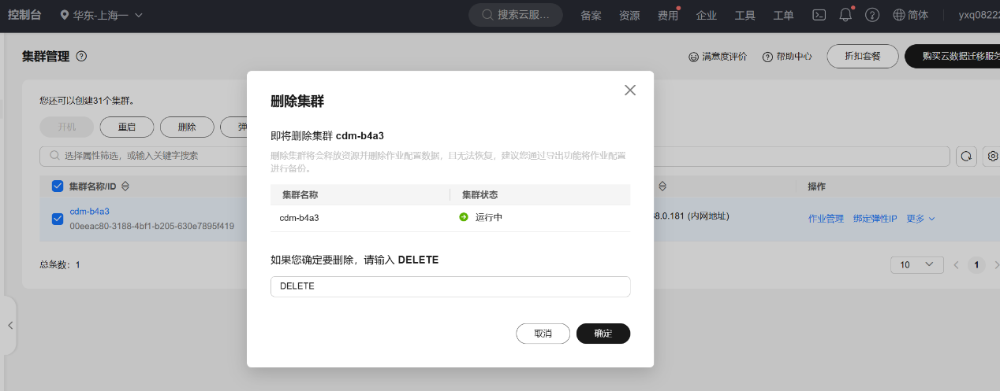 控制台
华东-上海一
搜索云服...
备案
资源
费用
企业
工具
工单
简体
集群管理
满意度评价
帮助中心
折扣套餐
购买云数据迁移服务
您还可以创建31个集群。
开机
重启
删除
弹
选择属性筛选，或输入关键字搜索
集群名称/ID
操作
cdm-b4a3
00eeac80-3188-4bf1-b205-630e7895f419
8.0.181 (内网地址)
作业管理
绑定弹性IP
更多
总条数：1
10
1
删除集群
即将删除集群 cdm-b4a3
删除集群将会释放资源并删除作业配置数据，且无法恢复，建议您通过导出功能将作业配置
进行备份。
集群名称
集群状态
cdm-b4a3
运行中
如果您确定要删除，请输入 DELETE
DELETE
取消
确定